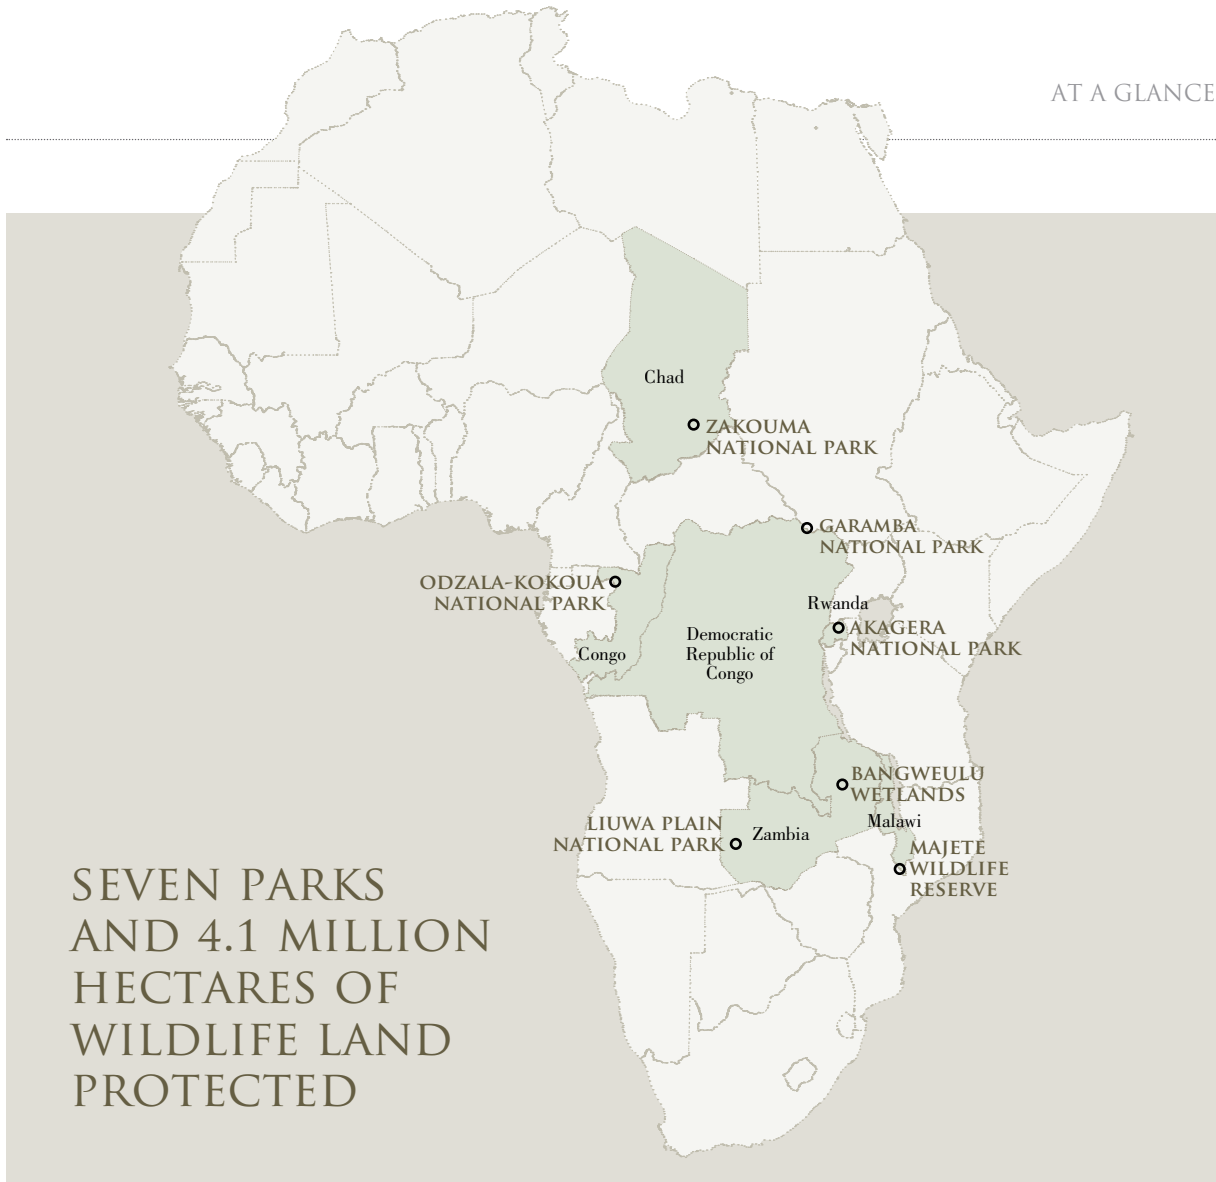 AT A GLANCE
Chad
ZAKOUMA
NATIONAL PARK
GARAMBA
NATIONAL PARK
ODZALA-KOKOUA
NATIONAL PARK
Rwanda
AKAGERA
NATIONAL PARK
Democratic
Republic of
Congo
Congo
BANGWEULU
WETLANDS
Malawi
LIUWA PLAIN
NATIONAL PARK
Zambia
MAJETE
WILDLIFE
RESERVE
SEVEN PARKS
AND 4.1 MILLION
HECTARES OF
WILDLIFE LAND
PROTECTED